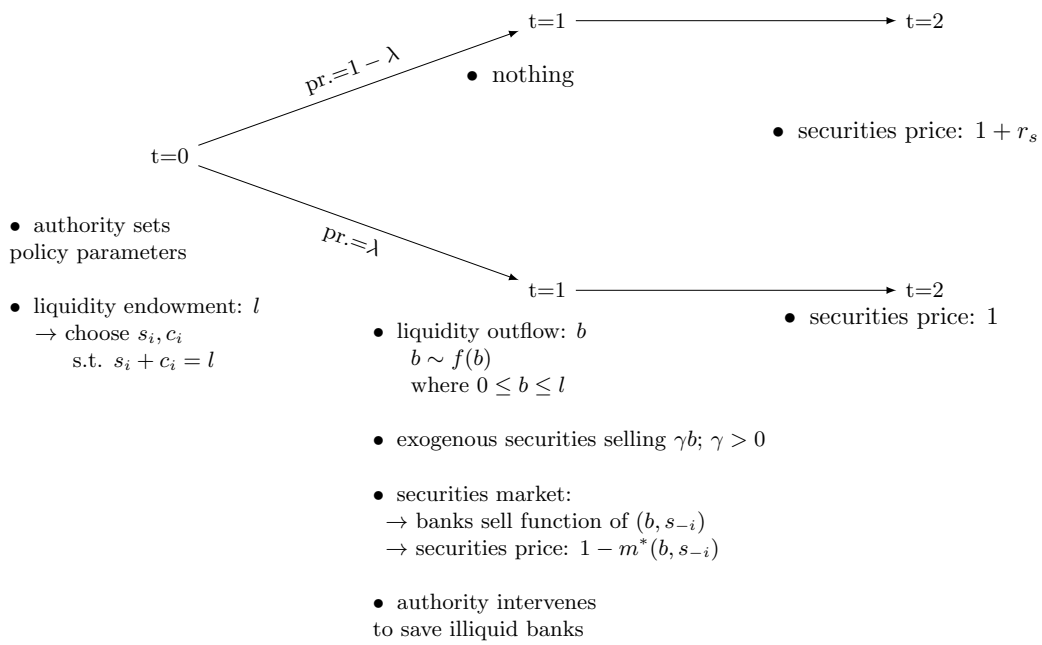 t=1
t=2
pr.=1 − λ
• nothing
• securities price: 1 + r_s
t=0
• authority sets
policy parameters
pr.=λ
• liquidity endowment: l
→ choose s_i, c_i
s.t. s_i + c_i = l
t=1
t=2
• securities price: 1
• liquidity outflow: b
b ∼ f(b)
where 0 ≤ b ≤ l
• exogenous securities selling γb; γ > 0
• securities market:
→ banks sell function of (b, s_{−i})
→ securities price: 1 − m*(b, s_{−i})
• authority intervenes
to save illiquid banks